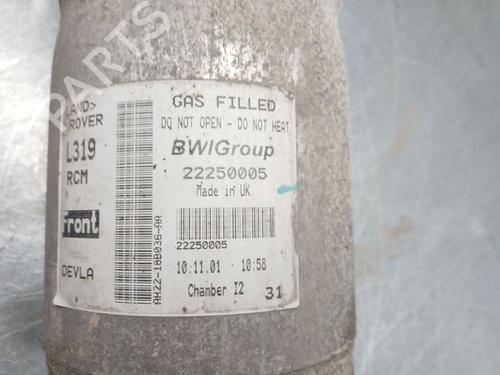 PARTS
AND>
ROVER
L319
RCM
Front
DEVLA
AH22-18B036-AA
GAS FILLED
DO NOT OPEN - DO NOT HEAT
BWIGroup
22250005
Made in UK
22250005
10.11.01 10:58
Chamber I2 31